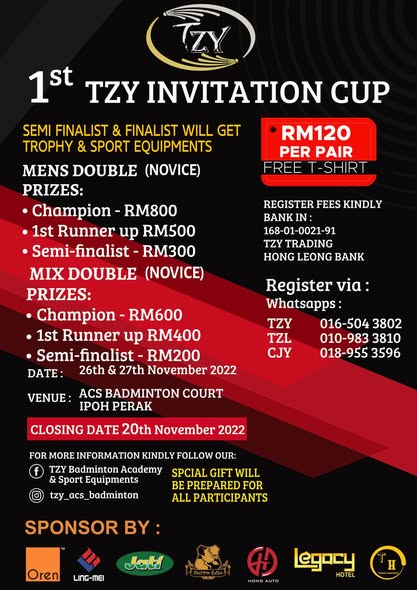 TZY
1st TZY INVITATION CUP
SEMI FINALIST & FINALIST WILL GET
TROPHY & SPORT EQUIPMENTS
RM120
PER PAIR
FREE T-SHIRT
MENS DOUBLE (NOVICE)
PRIZES:
• Champion - RM800
• 1st Runner up RM500
• Semi-finalist - RM300
MIX DOUBLE (NOVICE)
PRIZES:
• Champion - RM600
• 1st Runner up RM400
• Semi-finalist - RM200
REGISTER FEES KINDLY
BANK IN :
168-01-0021-91
TZY TRADING
HONG LEONG BANK
Register via :
Whatsapps :
TZY 016-504 3802
TZL 010-983 3810
CJY 018-955 3596
DATE : 26th & 27th November 2022
VENUE : ACS BADMINTON COURT
IPOH PERAK
CLOSING DATE 20th November 2022
FOR MORE INFORMATION KINDLY FOLLOW OUR:
TZY Badminton Academy
& Sport Equipments
tzy_acs_badminton
SPCIAL GIFT WILL
BE PREPARED FOR
ALL PARTICIPANTS
SPONSOR BY :
Oren
LING-MEI
Jati
HONG AUTO
Legacy
HOTEL